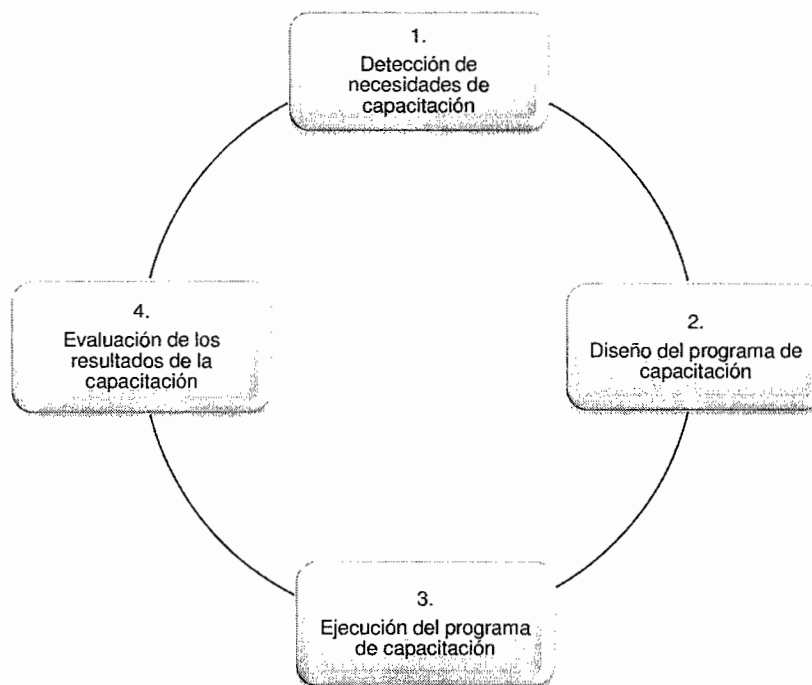 1.
Detección de
necesidades de
capacitación
2.
Diseño del programa de
capacitación
3.
Ejecución del programa
de capacitación
4.
Evaluación de los
resultados de la
capacitación